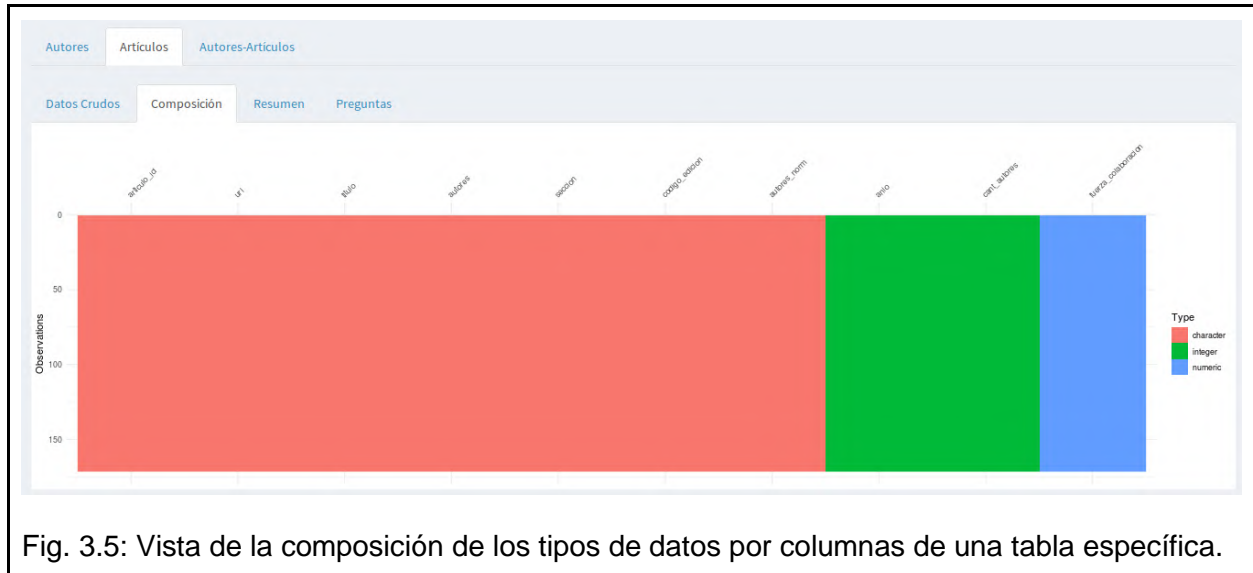 Autores Artículos Autores-Artículos
Datos Crudos Composición Resumen Preguntas
articulo_id url titulo autores seccion codigo_edicion autores_norm anio cant_autores fuerza_colaboracion
0
50
100
150
Observations
Type
character
integer
numeric
Fig. 3.5: Vista de la composición de los tipos de datos por columnas de una tabla específica.